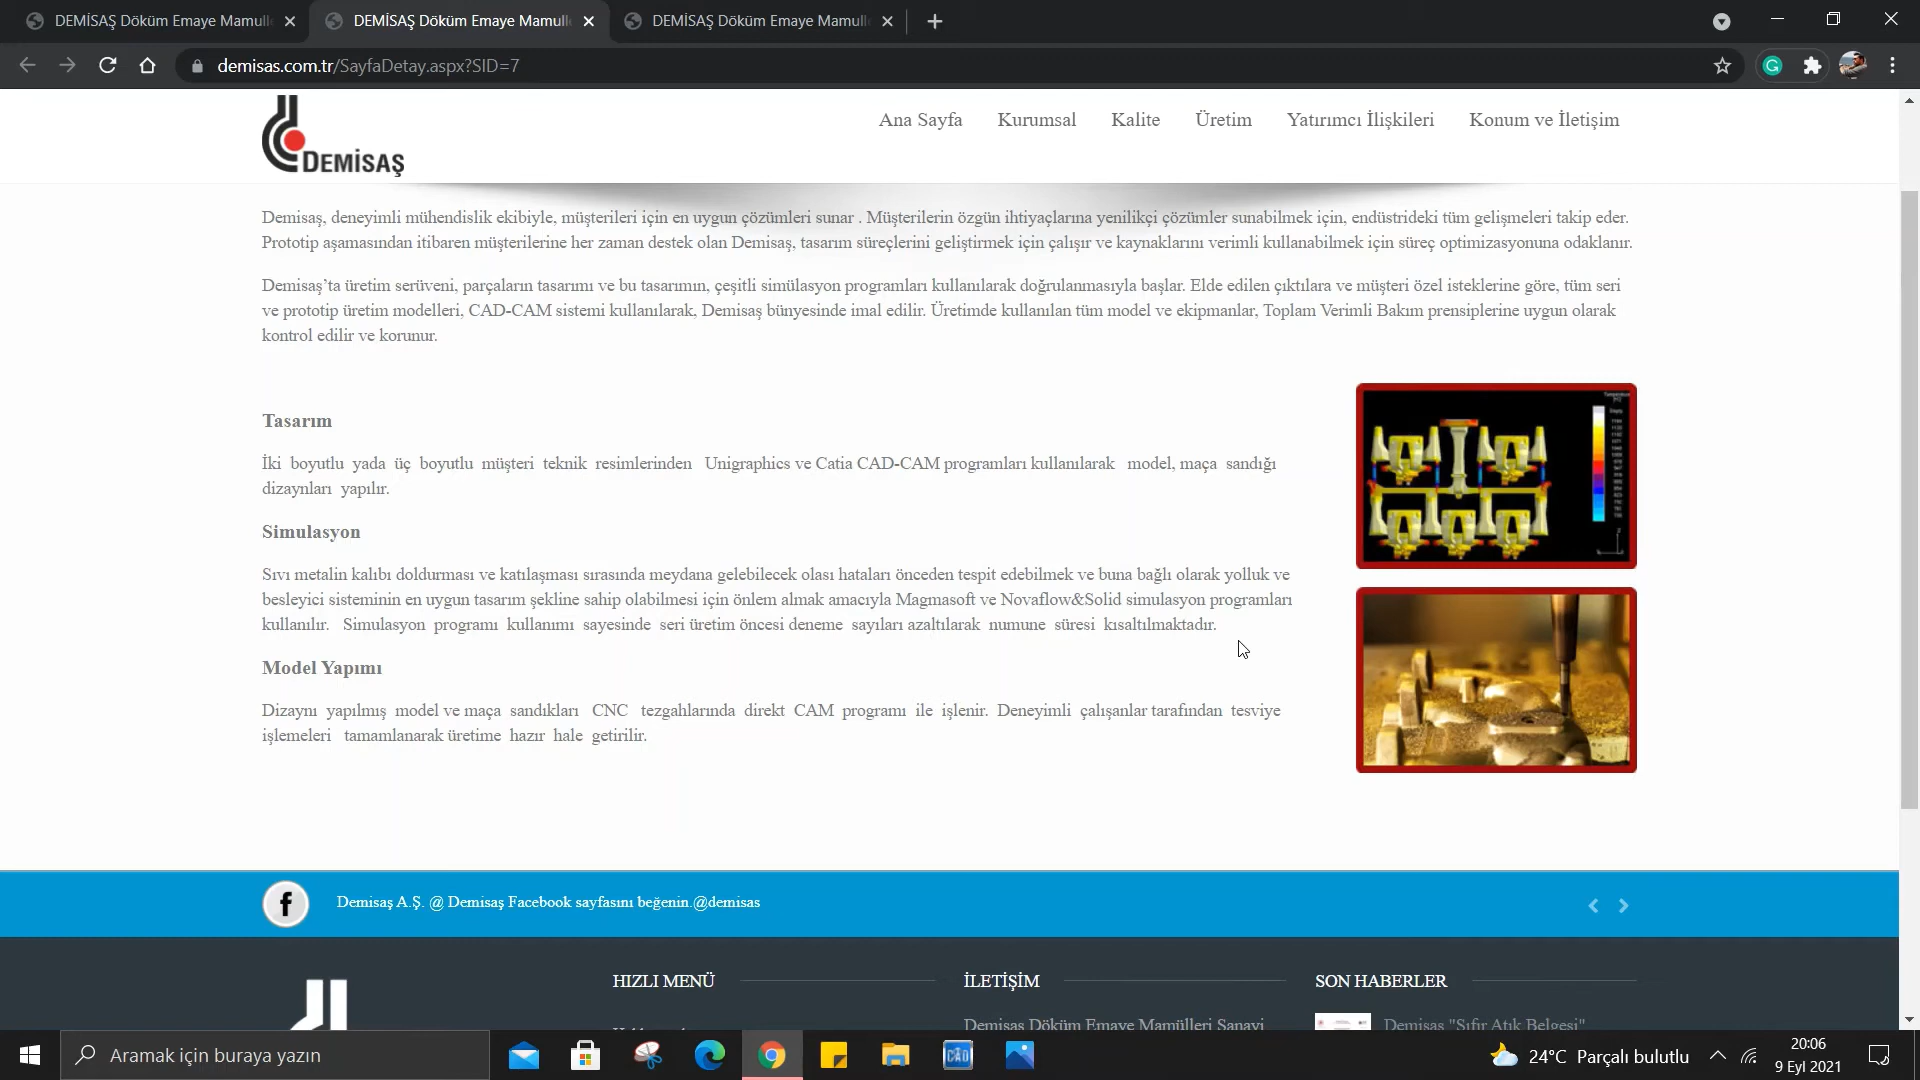 DEMİSAŞ Döküm Emaye Mamulle
DEMİSAŞ Döküm Emaye Mamulle
DEMİSAŞ Döküm Emaye Mamulle
demisas.com.tr/SayfaDetay.aspx?SID=7
DEMİSAŞ
Ana Sayfa Kurumsal Kalite Üretim Yatırımcı İlişkileri Konum ve İletişim
Demisaş, deneyimli mühendislik ekibiyle, müşterileri için en uygun çözümleri sunar . Müşterilerin özgün ihtiyaçlarına yenilikçi çözümler sunabilmek için, endüstrideki tüm gelişmeleri takip eder.
Prototip aşamasından itibaren müşterilerine her zaman destek olan Demisaş, tasarım süreçlerini geliştirmek için çalışır ve kaynaklarını verimli kullanabilmek için süreç optimizasyonuna odaklanır.
Demisaş’ta üretim serüveni, parçaların tasarımı ve bu tasarımın, çeşitli simülasyon programları kullanılarak doğrulanmasıyla başlar. Elde edilen çıktılara ve müşteri özel isteklerine göre, tüm seri
ve prototip üretim modelleri, CAD-CAM sistemi kullanılarak, Demisaş bünyesinde imal edilir. Üretimde kullanılan tüm model ve ekipmanlar, Toplam Verimli Bakım prensiplerine uygun olarak
kontrol edilir ve korunur.
Tasarım
İki boyutlu yada üç boyutlu müşteri teknik resimlerinden Unigraphics ve Catia CAD-CAM programları kullanılarak model, maça sandığı
dizaynları yapılır.
Simulasyon
Sıvı metalin kalıbı doldurması ve katılaşması sırasında meydana gelebilecek olası hataları önceden tespit edebilmek ve buna bağlı olarak yolluk ve
besleyici sisteminin en uygun tasarım şekline sahip olabilmesi için önlem almak amacıyla Magmasoft ve Novaflow&Solid simulasyon programları
kullanılır. Simulasyon programı kullanımı sayesinde seri üretim öncesi deneme sayıları azaltılarak numune süresi kısaltılmaktadır.
Model Yapımı
Dizaynı yapılmış model ve maça sandıkları CNC tezgahlarında direkt CAM programı ile işlenir. Deneyimli çalışanlar tarafından tesviye
işlemeleri tamamlanarak üretime hazır hale getirilir.
Demisaş A.Ş. @ Demisaş Facebook sayfasını beğenin.@demisas
HIZLI MENÜ
İLETİŞİM
SON HABERLER
Demisaş Döküm Emaye Mamülleri Sanayi
Demisaş "Sıfır Atık Belgesi"
Aramak için buraya yazın
CAD
24°C Parçalı bulutlu
20:06
9 Eyl 2021